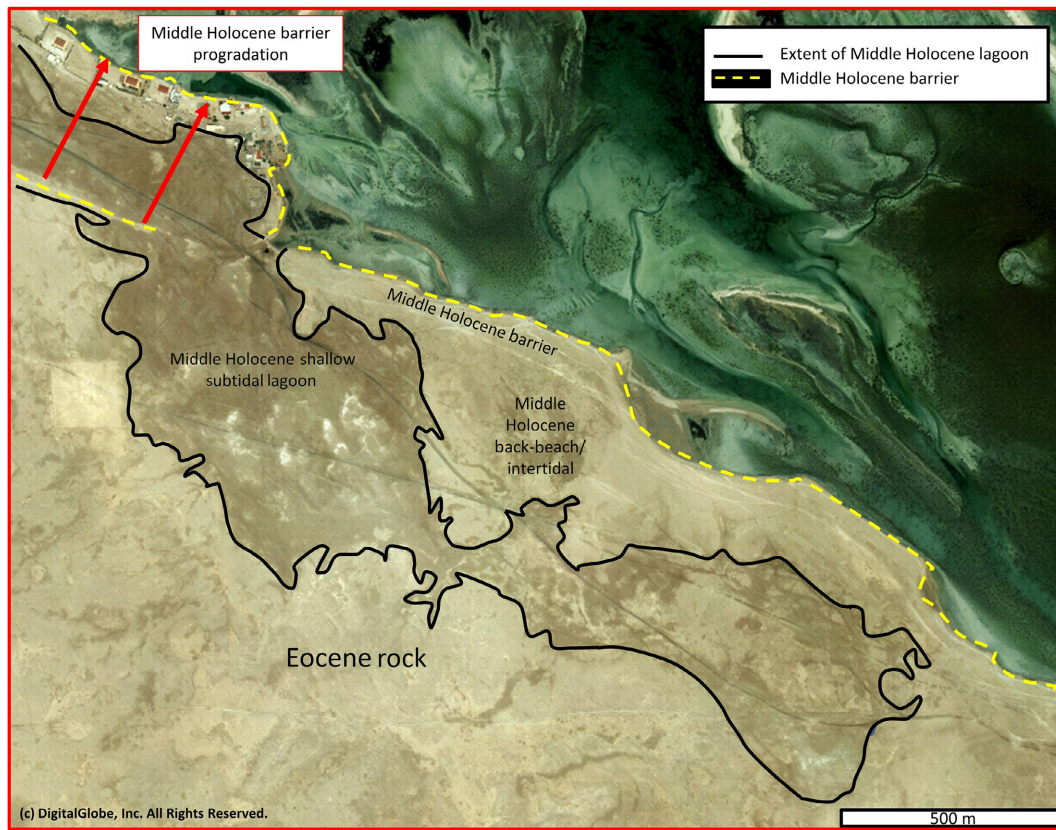 Middle Holocene barrier
progradation
Extent of Middle Holocene lagoon
Middle Holocene barrier
Middle Holocene barrier
Middle Holocene shallow
subtidal lagoon
Middle
Holocene
back-beach/
intertidal
Eocene rock
(c) DigitalGlobe, Inc. All Rights Reserved.
500 m